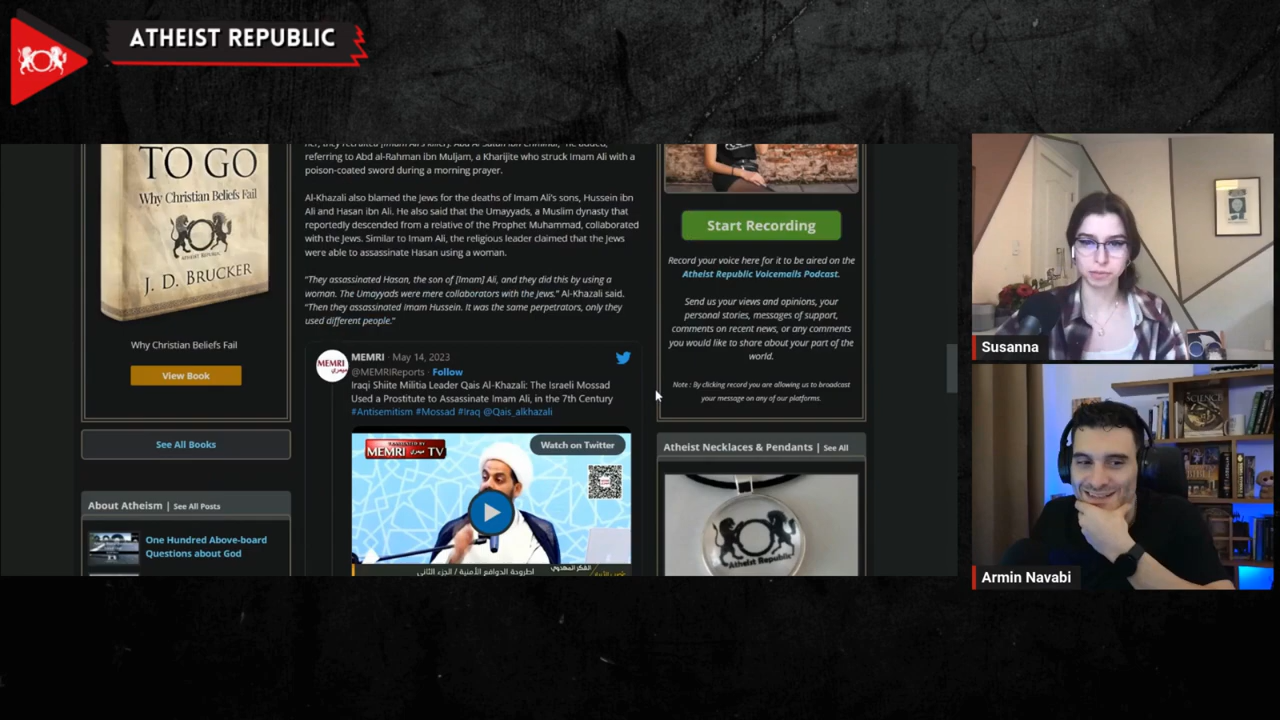 ATHEIST REPUBLIC
TO GO
Why Christian Beliefs Fail
ATHEIST REPUBLIC
J. D. BRUCKER
Why Christian Beliefs Fail
View Book
See All Books
About Atheism | See All Posts
One Hundred Above-board
Questions about God
referring to Abd al-Rahman ibn Muljam, a Kharijite who struck Imam Ali with a
poison-coated sword during a morning prayer.
Al-Khazali also blamed the Jews for the deaths of Imam Ali's sons, Hussein ibn
Ali and Hasan ibn Ali. He also said that the Umayyads, a Muslim dynasty that
reportedly descended from a relative of the Prophet Muhammad, collaborated
with the Jews. Similar to Imam Ali, the religious leader claimed that the Jews
were able to assassinate Hasan using a woman.
"They assassinated Hasan, the son of [Imam] Ali, and they did this by using a
woman. The Umayyads were mere collaborators with the Jews," Al-Khazali said.
"Then they assassinated Imam Hussein. It was the same perpetrators, only they
used different people."
MEMRI
MEMRI · May 14, 2023
@MEMRIReports · Follow
Iraqi Shiite Militia Leader Qais Al-Khazali: The Israeli Mossad
Used a Prostitute to Assassinate Imam Ali, in the 7th Century
#Antisemitism #Mossad #Iraq @Qais_alkhazali
MEMRI TV
Watch on Twitter
اطروحة الدوافع الأمنية / الجزء الثاني
Start Recording
Record your voice here for it to be aired on the
Atheist Republic Voicemails Podcast.
Send us your views and opinions, your
personal stories, messages of support,
comments on recent news, or any comments
you would like to share about your part of the
world.
Note : By clicking record you are allowing us to broadcast
your message on any of our platforms.
Atheist Necklaces & Pendants | See All
Atheist Republic
Susanna
SCIENCE
Armin Navabi